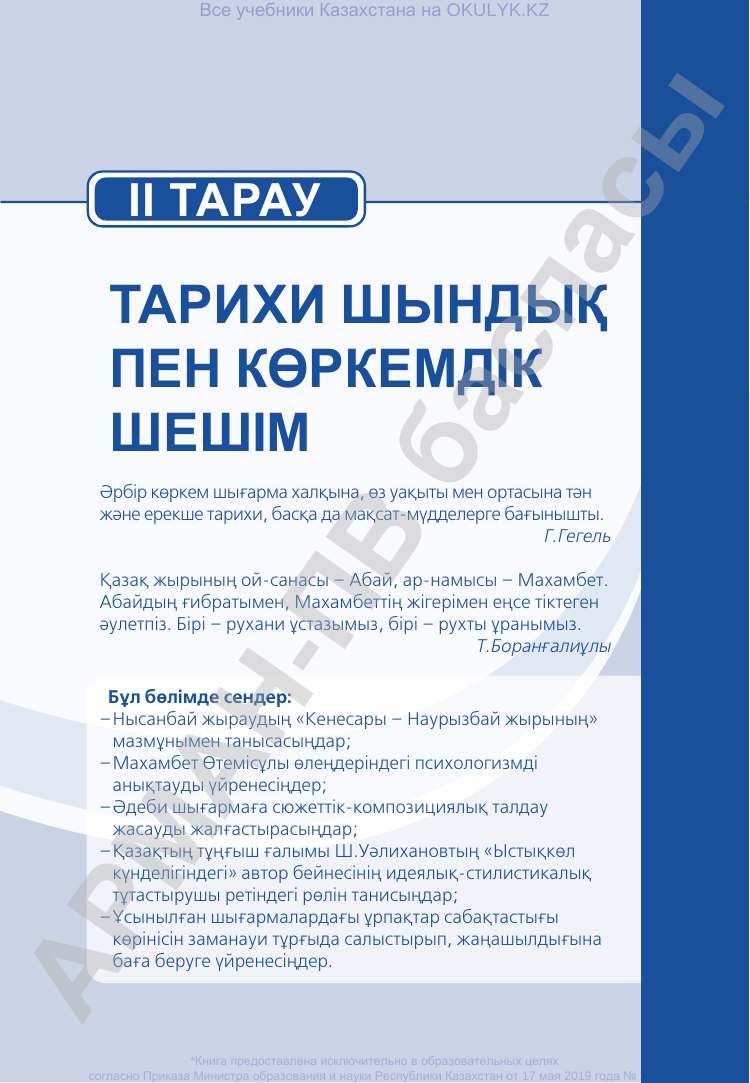 Все учебники Казахстана на OKULYK.KZ
II ТАРАУ
ТАРИХИ ШЫНДЫҚ
ПЕН КӨРКЕМДІК
ШЕШІМ
Әрбір көркем шығарма халқына, өз уақыты мен ортасына тән
және ерекше тарихи, басқа да мақсат-мүдделерге бағынышты.
Г.Гегель
Қазақ жырының ой-санасы – Абай, ар-намысы – Махамбет.
Абайдың ғибратымен, Махамбеттің жігерімен еңсе тіктеген
әулетпіз. Бірі – рухани ұстазымыз, бірі – рухты ұранымыз.
Т.Боранғалиұлы
Бұл бөлімде сендер:
– Нысанбай жыраудың «Кенесары – Наурызбай жырының»
мазмұнымен танысасыңдар;
– Махамбет Өтемісұлы өлеңдеріндегі психологизмді
анықтауды үйренесіңдер;
– Әдеби шығармаға сюжеттік-композициялық талдау
жасауды жалғастырасыңдар;
– Қазақтың тұңғыш ғалымы Ш.Уәлихановтың «Ыстықкөл
күнделігіндегі» автор бейнесінің идеялық-стилистикалық
тұтастырушы ретіндегі рөлін танисыңдар;
– Ұсынылған шығармалардағы ұрпақтар сабақтастығы
көрінісін заманауи тұрғыда салыстырып, жаңашылдығына
баға беруге үйренесіңдер.
АРМАН-ПВ баспасы
*Книга предоставлена исключительно в образовательных целях
согласно Приказа Министра образования и науки Республики Казахстан от 17 мая 2019 года №